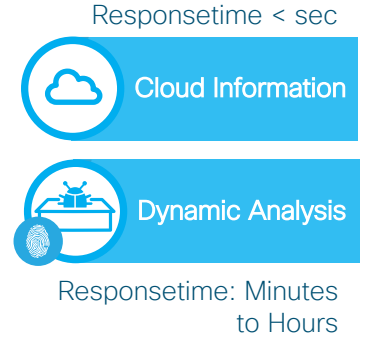 Responsetime < sec
Cloud Information
Dynamic Analysis
Responsetime: Minutes
to Hours